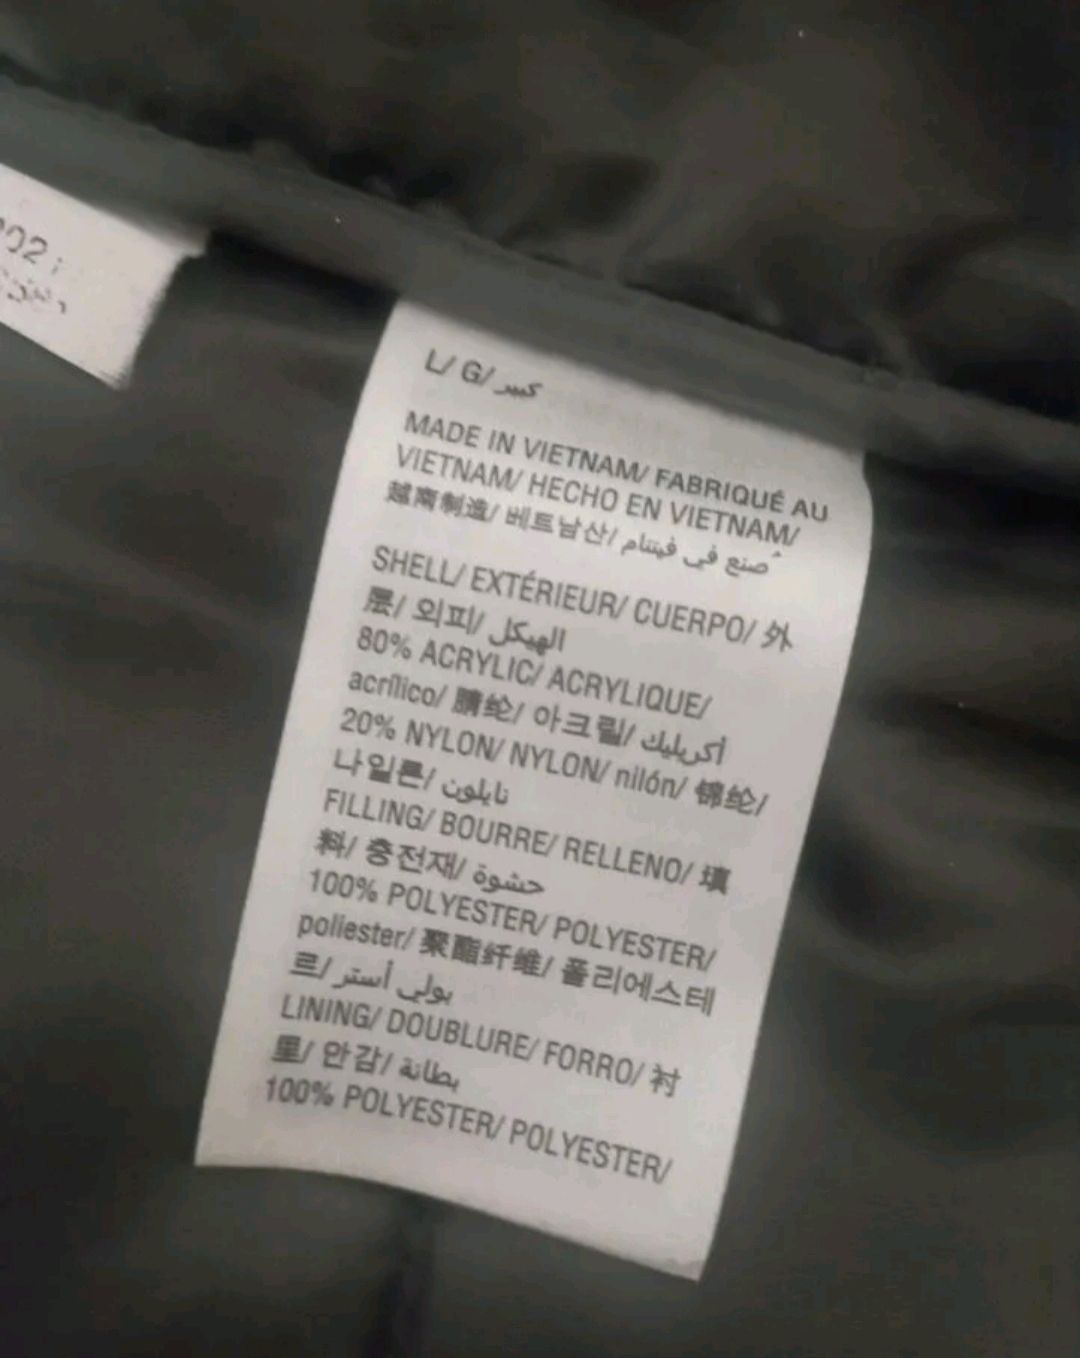 L/ G/ كبير
MADE IN VIETNAM/ FABRIQUÉ AU
VIETNAM/ HECHO EN VIETNAM/
越南制造/ 베트남산/ صنع في فيتنام
SHELL/ EXTÉRIEUR/ CUERPO/ 外
层/ 외피/ الهيكل
80% ACRYLIC/ ACRYLIQUE/
acrílico/ 腈纶/ 아크릴/ أكريليك
20% NYLON/ NYLON/ nilón/ 锦纶/
나일론/ نايلون
FILLING/ BOURRE/ RELLENO/ 填
料/ 충전재/ حشوة
100% POLYESTER/ POLYESTER/
poliester/ 聚酯纤维/ 폴리에스테
르/ بولي أستر
LINING/ DOUBLURE/ FORRO/ 衬
里/ 안감/ بطانة
100% POLYESTER/ POLYESTER/